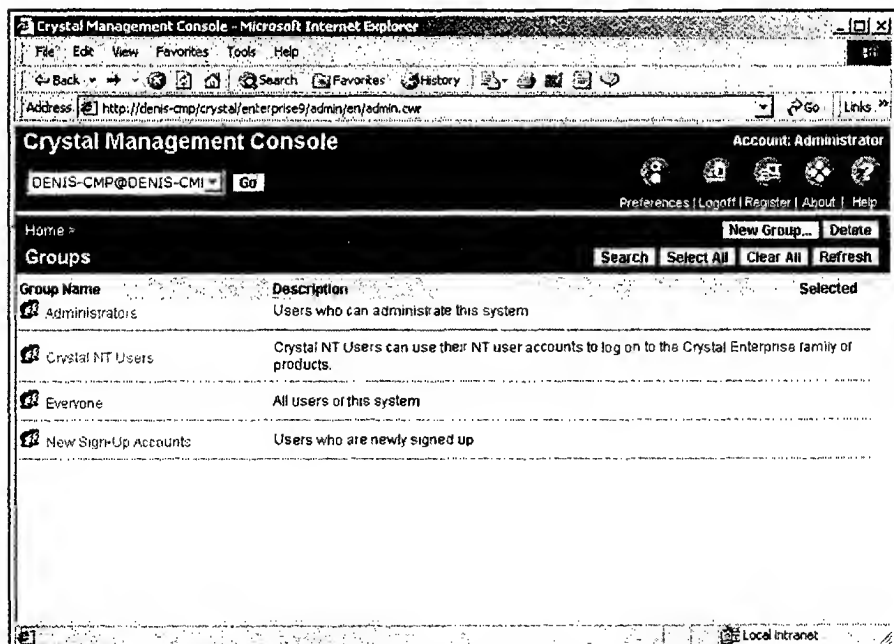 Crystal Management Console - Microsoft Internet Explorer
File Edit View Favorites Tools Help
Back Search Favorites History
Address http://denis-cmp/crystal/enterprise9/admin/en/admin.cwr Go Links »
Crystal Management Console
Account: Administrator
DENIS-CMP@DENIS-CMI Go
Preferences | Logoff | Register | About | Help
Home >
New Group... Delete
Groups
Search Select All Clear All Refresh
Group Name Description Selected
Administrators Users who can administrate this system
Crystal NT Users Crystal NT Users can use their NT user accounts to log on to the Crystal Enterprise family of
products.
Everyone All users of this system
New Sign-Up Accounts Users who are newly signed up
Local intranet